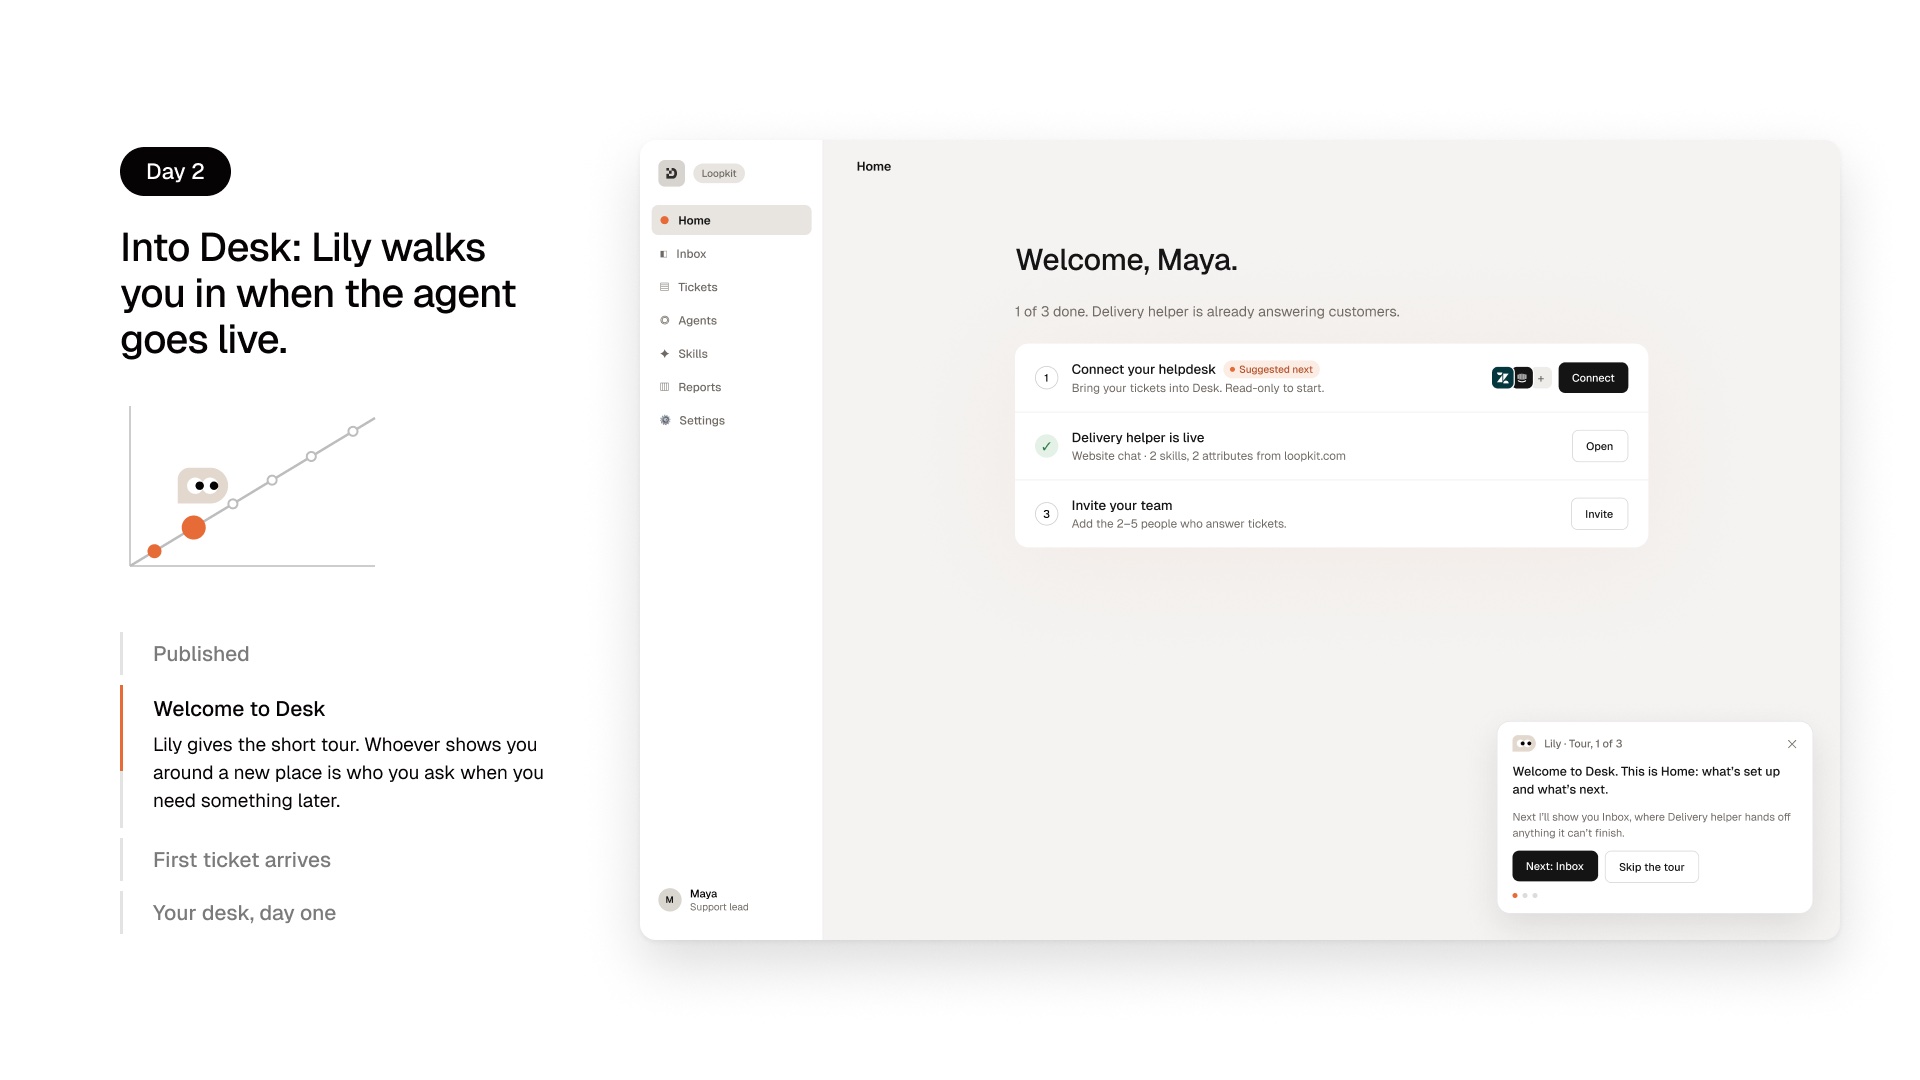 Day 2
Into Desk: Lily walks
you in when the agent
goes live.
Published
Welcome to Desk
Lily gives the short tour. Whoever shows you
around a new place is who you ask when you
need something later.
First ticket arrives
Your desk, day one
Loopkit
Home
Inbox
Tickets
Agents
Skills
Reports
Settings
M
Maya
Support lead
Home
Welcome, Maya.
1 of 3 done. Delivery helper is already answering customers.
1
Connect your helpdesk
Suggested next
Bring your tickets into Desk. Read-only to start.
+
Connect
✓
Delivery helper is live
Website chat · 2 skills, 2 attributes from loopkit.com
Open
3
Invite your team
Add the 2–5 people who answer tickets.
Invite
Lily · Tour, 1 of 3
Welcome to Desk. This is Home: what's set up
and what's next.
Next I'll show you Inbox, where Delivery helper hands off
anything it can't finish.
Next: Inbox
Skip the tour